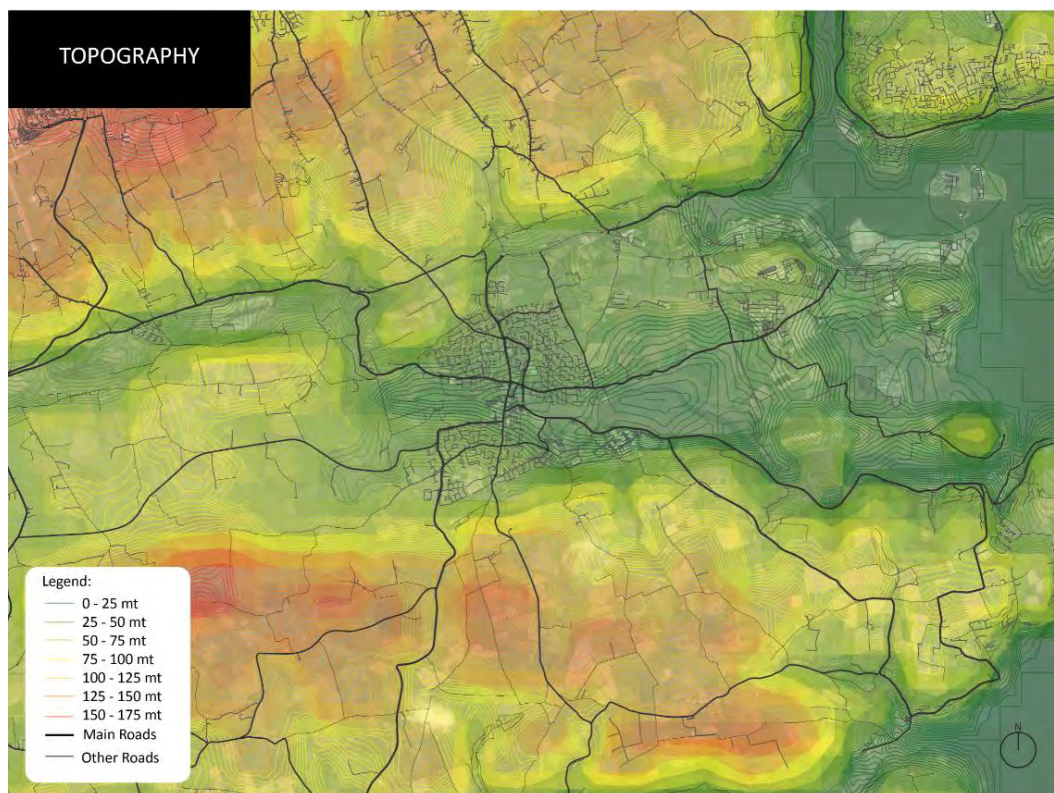 TOPOGRAPHY
Legend:
0 - 25 mt
25 - 50 mt
50 - 75 mt
75 - 100 mt
100 - 125 mt
125 - 150 mt
150 - 175 mt
Main Roads
Other Roads
N